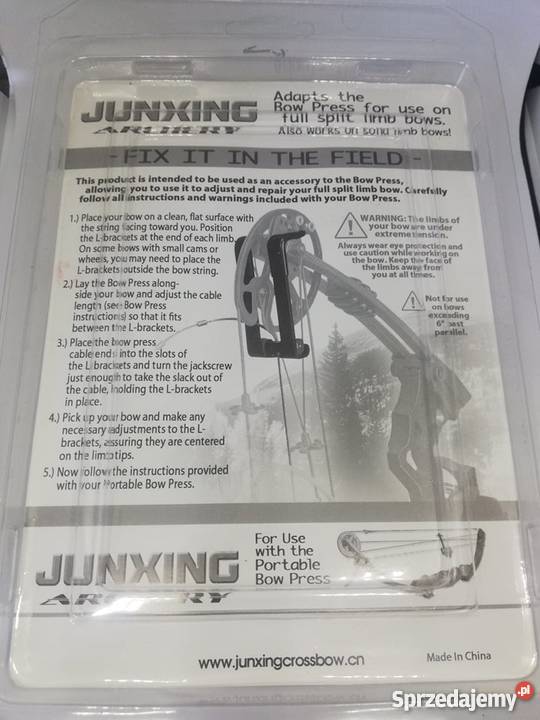 JUNXING
ARCHERY
Adapts the
Bow Press for use on
full split limb bows.
Also works on solid limb bows!
- FIX IT IN THE FIELD -
This product is intended to be used as an accessory to the Bow Press,
allowing you to use it to adjust and repair your full split limb bow. Carefully
follow all instructions and warnings included with your Bow Press.
1.) Place your bow on a clean, flat surface with
the string facing toward you. Position
the L-brackets at the end of each limb.
On some bows with small cams or
wheels, you may need to place the
L-brackets outside the bow string.
2.) Lay the Bow Press along-
side your bow and adjust the cable
length (see Bow Press
instructions) so that it fits
between the L-brackets.
3.) Place the bow press
cable ends into the slots of
the L-brackets and turn the jackscrew
just enough to take the slack out of
the cable, holding the L-brackets
in place.
4.) Pick up your bow and make any
necessary adjustments to the L-
brackets, assuring they are centered
on the limb tips.
5.) Now follow the instructions provided
with your Portable Bow Press.
WARNING: The limbs of
your bow are under
extreme tension.
Always wear eye protection and
use caution while working on
the bow. Keep the face of
the limbs away from
you at all times.
Not for use
on bows
exceeding
6" past
parallel.
JUNXING
ARCHERY
For Use
with the
Portable
Bow Press
www.junxingcrossbow.cn
Made In China
Sprzedajemy.pl